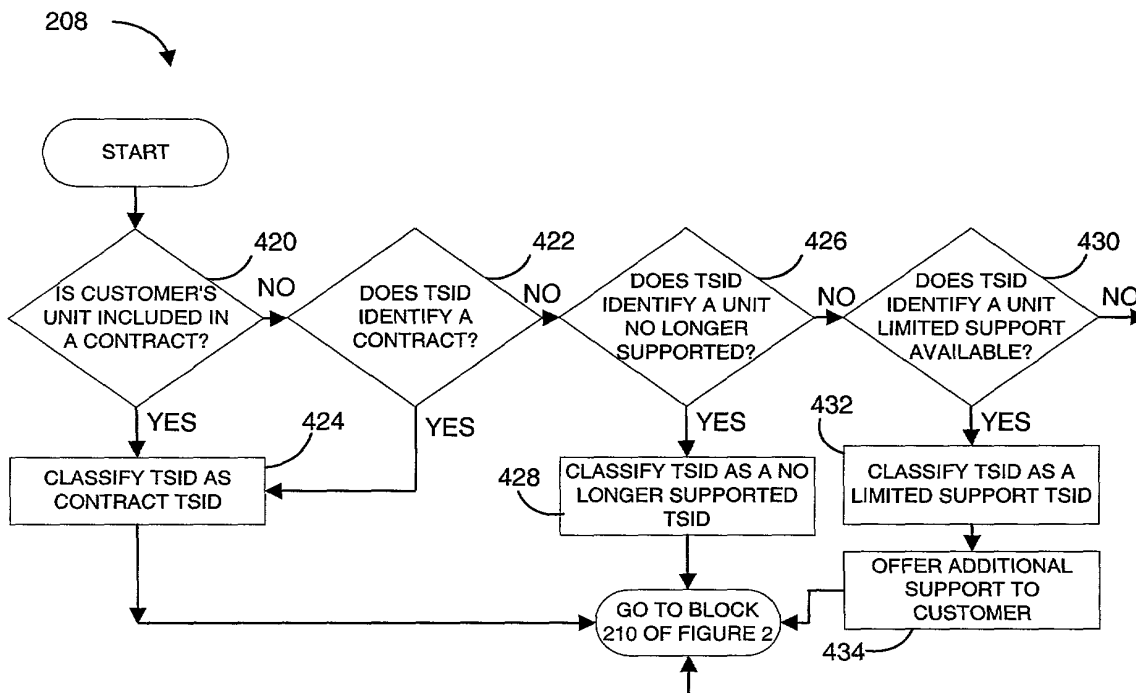 208
START
420
IS CUSTOMER'S
UNIT INCLUDED IN
A CONTRACT?
NO
YES
422
DOES TSID
IDENTIFY A
CONTRACT?
NO
YES
426
DOES TSID
IDENTIFY A UNIT
NO LONGER
SUPPORTED?
NO
YES
430
DOES TSID
IDENTIFY A UNIT
LIMITED SUPPORT
AVAILABLE?
NO
YES
424
CLASSIFY TSID AS
CONTRACT TSID
428
CLASSIFY TSID AS A NO
LONGER SUPPORTED
TSID
432
CLASSIFY TSID AS A
LIMITED SUPPORT TSID
OFFER ADDITIONAL
SUPPORT TO
CUSTOMER
434
GO TO BLOCK
210 OF FIGURE 2